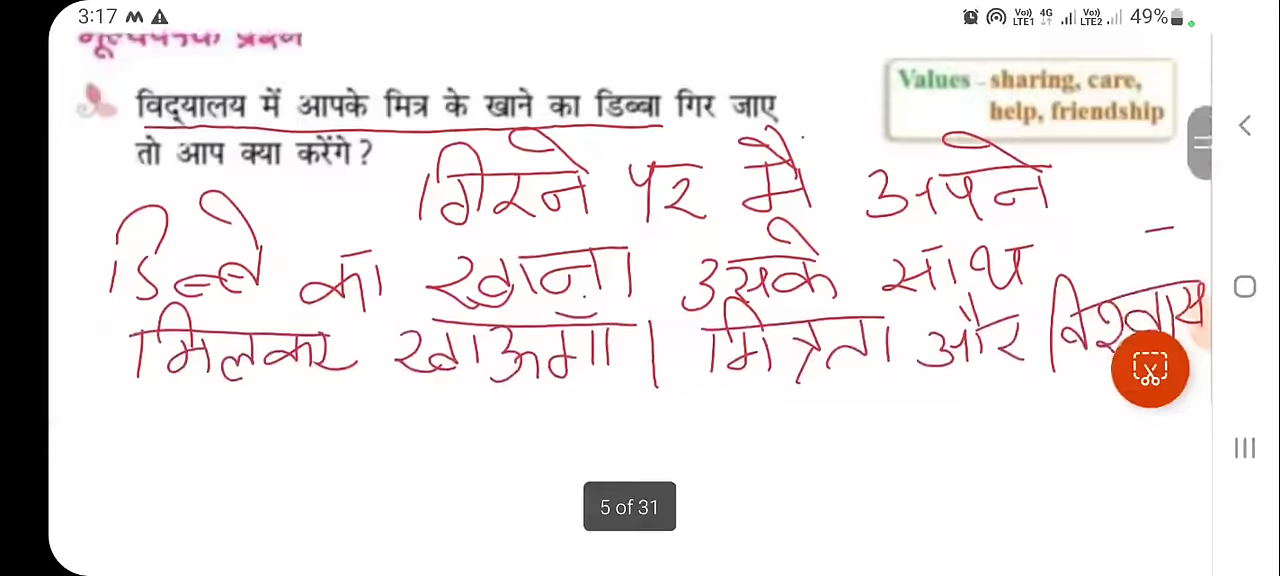 3:17 49%
मूल्यपरक प्रश्न
विद्यालय में आपके मित्र के खाने का डिब्बा गिर जाए
तो आप क्या करेंगे?
Values – sharing, care,
help, friendship
गिरने पर मैं अपने
डिब्बे का खाना उसके साथ
मिलकर खाऊगाँ। मित्रता और विश्वास
5 of 31